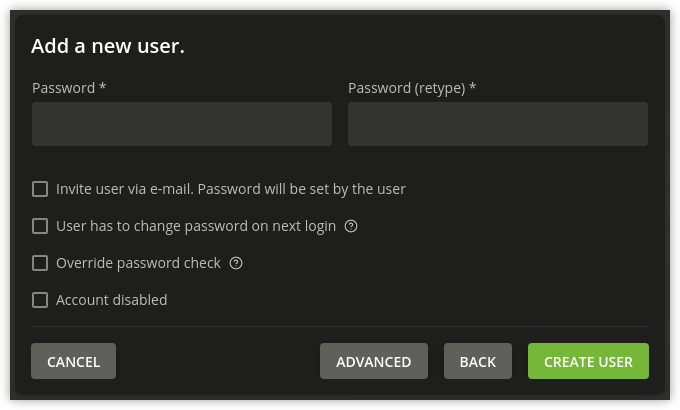 Add a new user.
Password * Password (retype) *
Invite user via e-mail. Password will be set by the user
User has to change password on next login ?
Override password check ?
Account disabled
CANCEL ADVANCED BACK CREATE USER